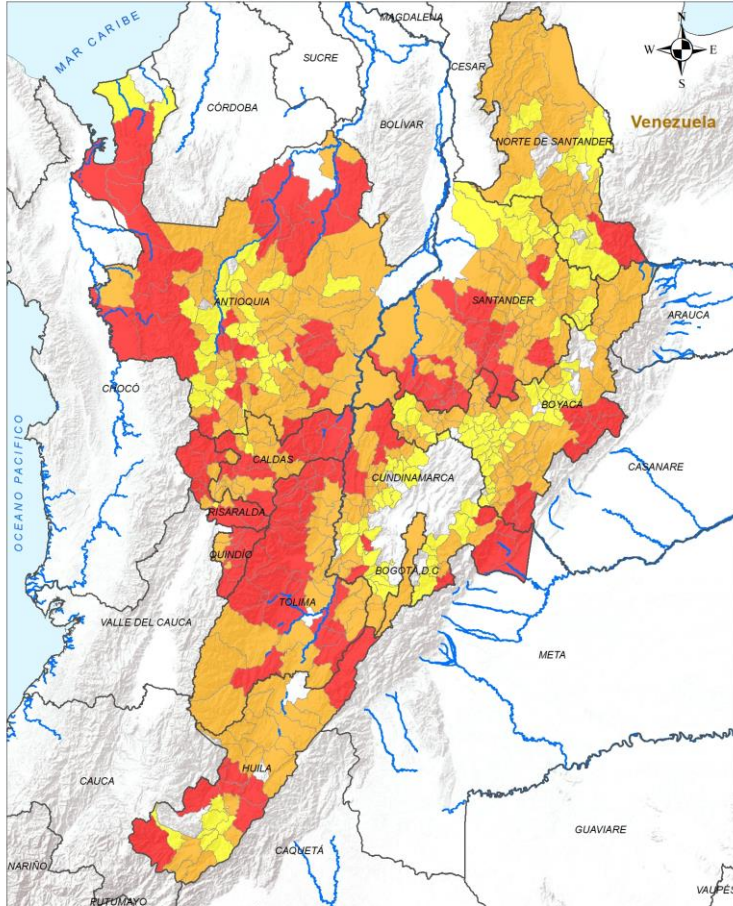 MAGDALENA
N
W E
S
MAR CARIBE
SUCRE
CESAR
CÓRDOBA
BOLÍVAR
Venezuela
NORTE DE SANTANDER
ANTIOQUIA
SANTANDER
ARAUCA
CHOCÓ
BOYACÁ
OCEANO PACIFICO
CALDAS
CUNDINAMARCA
CASANARE
RISARALDA
QUINDÍO
BOGOTÁ, D.C
TOLIMA
VALLE DEL CAUCA
META
HUILA
CAUCA
GUAVIARE
CAQUETÁ
NARIÑO
PUTUMAYO
VAUPÉS